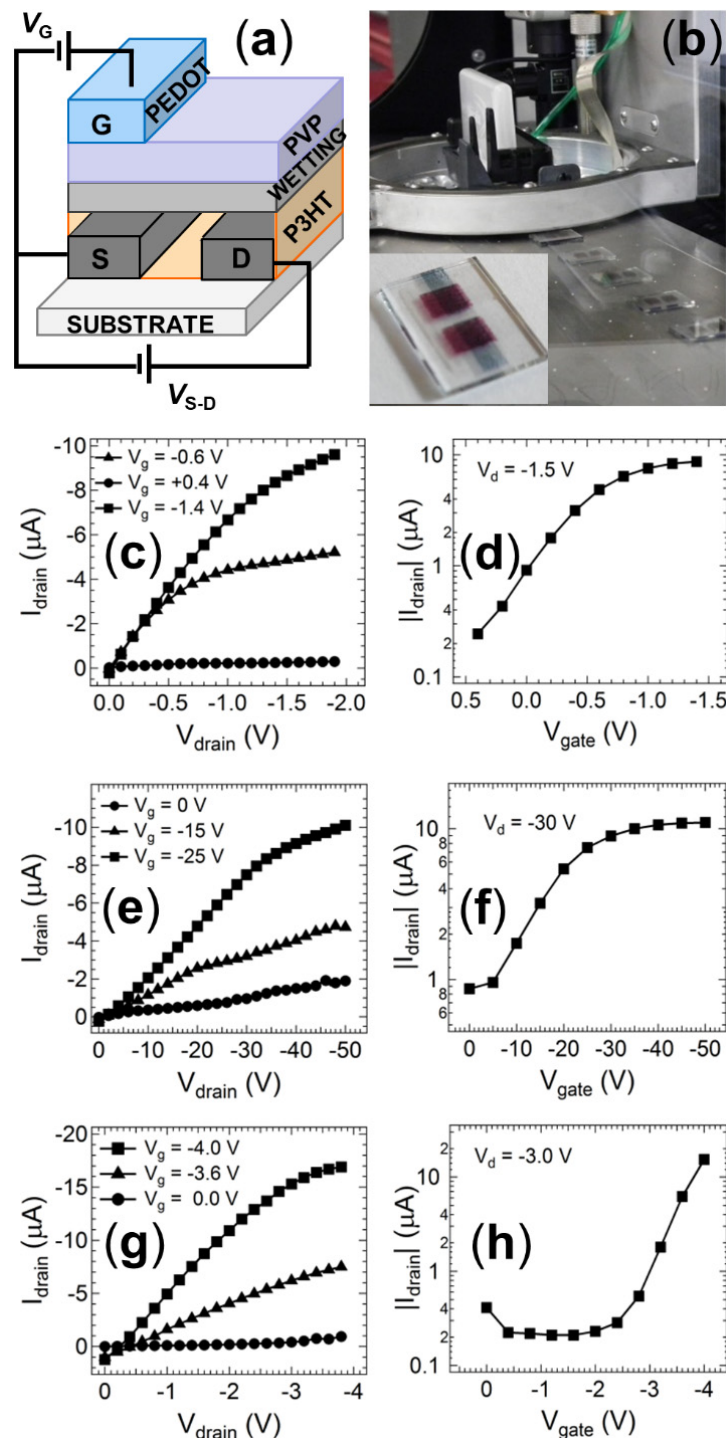 (a)
V_G
G
PEDOT
PVP
WETTING
P3HT
S
D
SUBSTRATE
V_S-D
(b)
-10
-8
-6
-4
-2
0
I_drain (µA)
V_g = -0.6 V
V_g = +0.4 V
V_g = -1.4 V
(c)
0.0 -0.5 -1.0 -1.5 -2.0
V_drain (V)
10
4
2
1
4
2
0.1
|I_drain|
V_d = -1.5 V
(d)
0.5 0.0 -0.5 -1.0 -1.5
V_gate (V)
-10
-8
-6
-4
-2
0
I_drain (µA)
V_g = 0 V
V_g = -15 V
V_g = -25 V
(e)
0 -10 -20 -30 -40 -50
V_drain (V)
10
8
6
4
2
1
8
6
|I_drain|
V_d = -30 V
(f)
0 -10 -20 -30 -40 -50
V_gate (V)
-20
-15
-10
-5
0
I_drain (µA)
V_g = -4.0 V
V_g = -3.6 V
V_g = 0.0 V
(g)
0 -1 -2 -3 -4
V_drain (V)
2
10
4
2
1
4
2
0.1
|I_drain|
V_d = -3.0 V
(h)
0 -1 -2 -3 -4
V_gate (V)